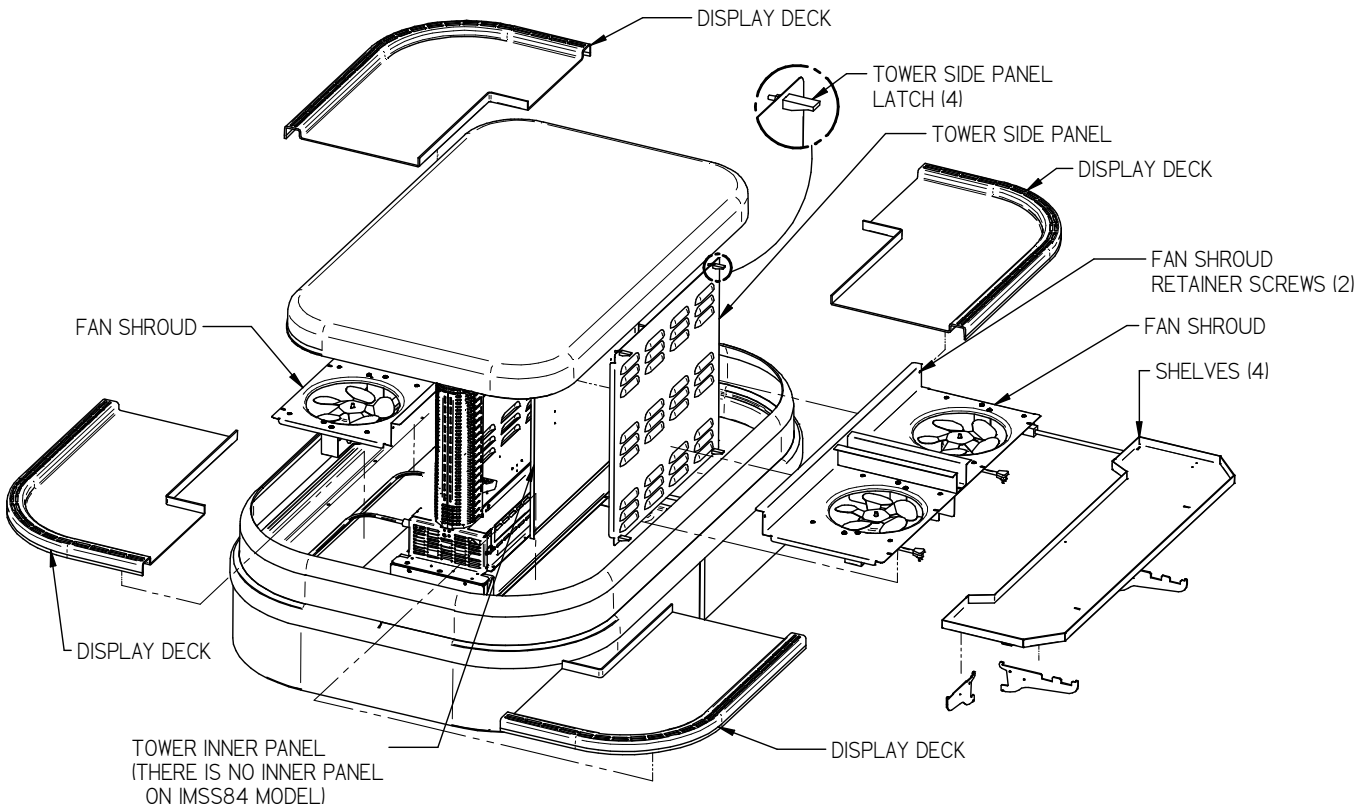 DISPLAY DECK
TOWER SIDE PANEL
LATCH (4)
TOWER SIDE PANEL
DISPLAY DECK
FAN SHROUD
RETAINER SCREWS (2)
FAN SHROUD
FAN SHROUD
SHELVES (4)
DISPLAY DECK
DISPLAY DECK
TOWER INNER PANEL
(THERE IS NO INNER PANEL
ON IMSS84 MODEL)